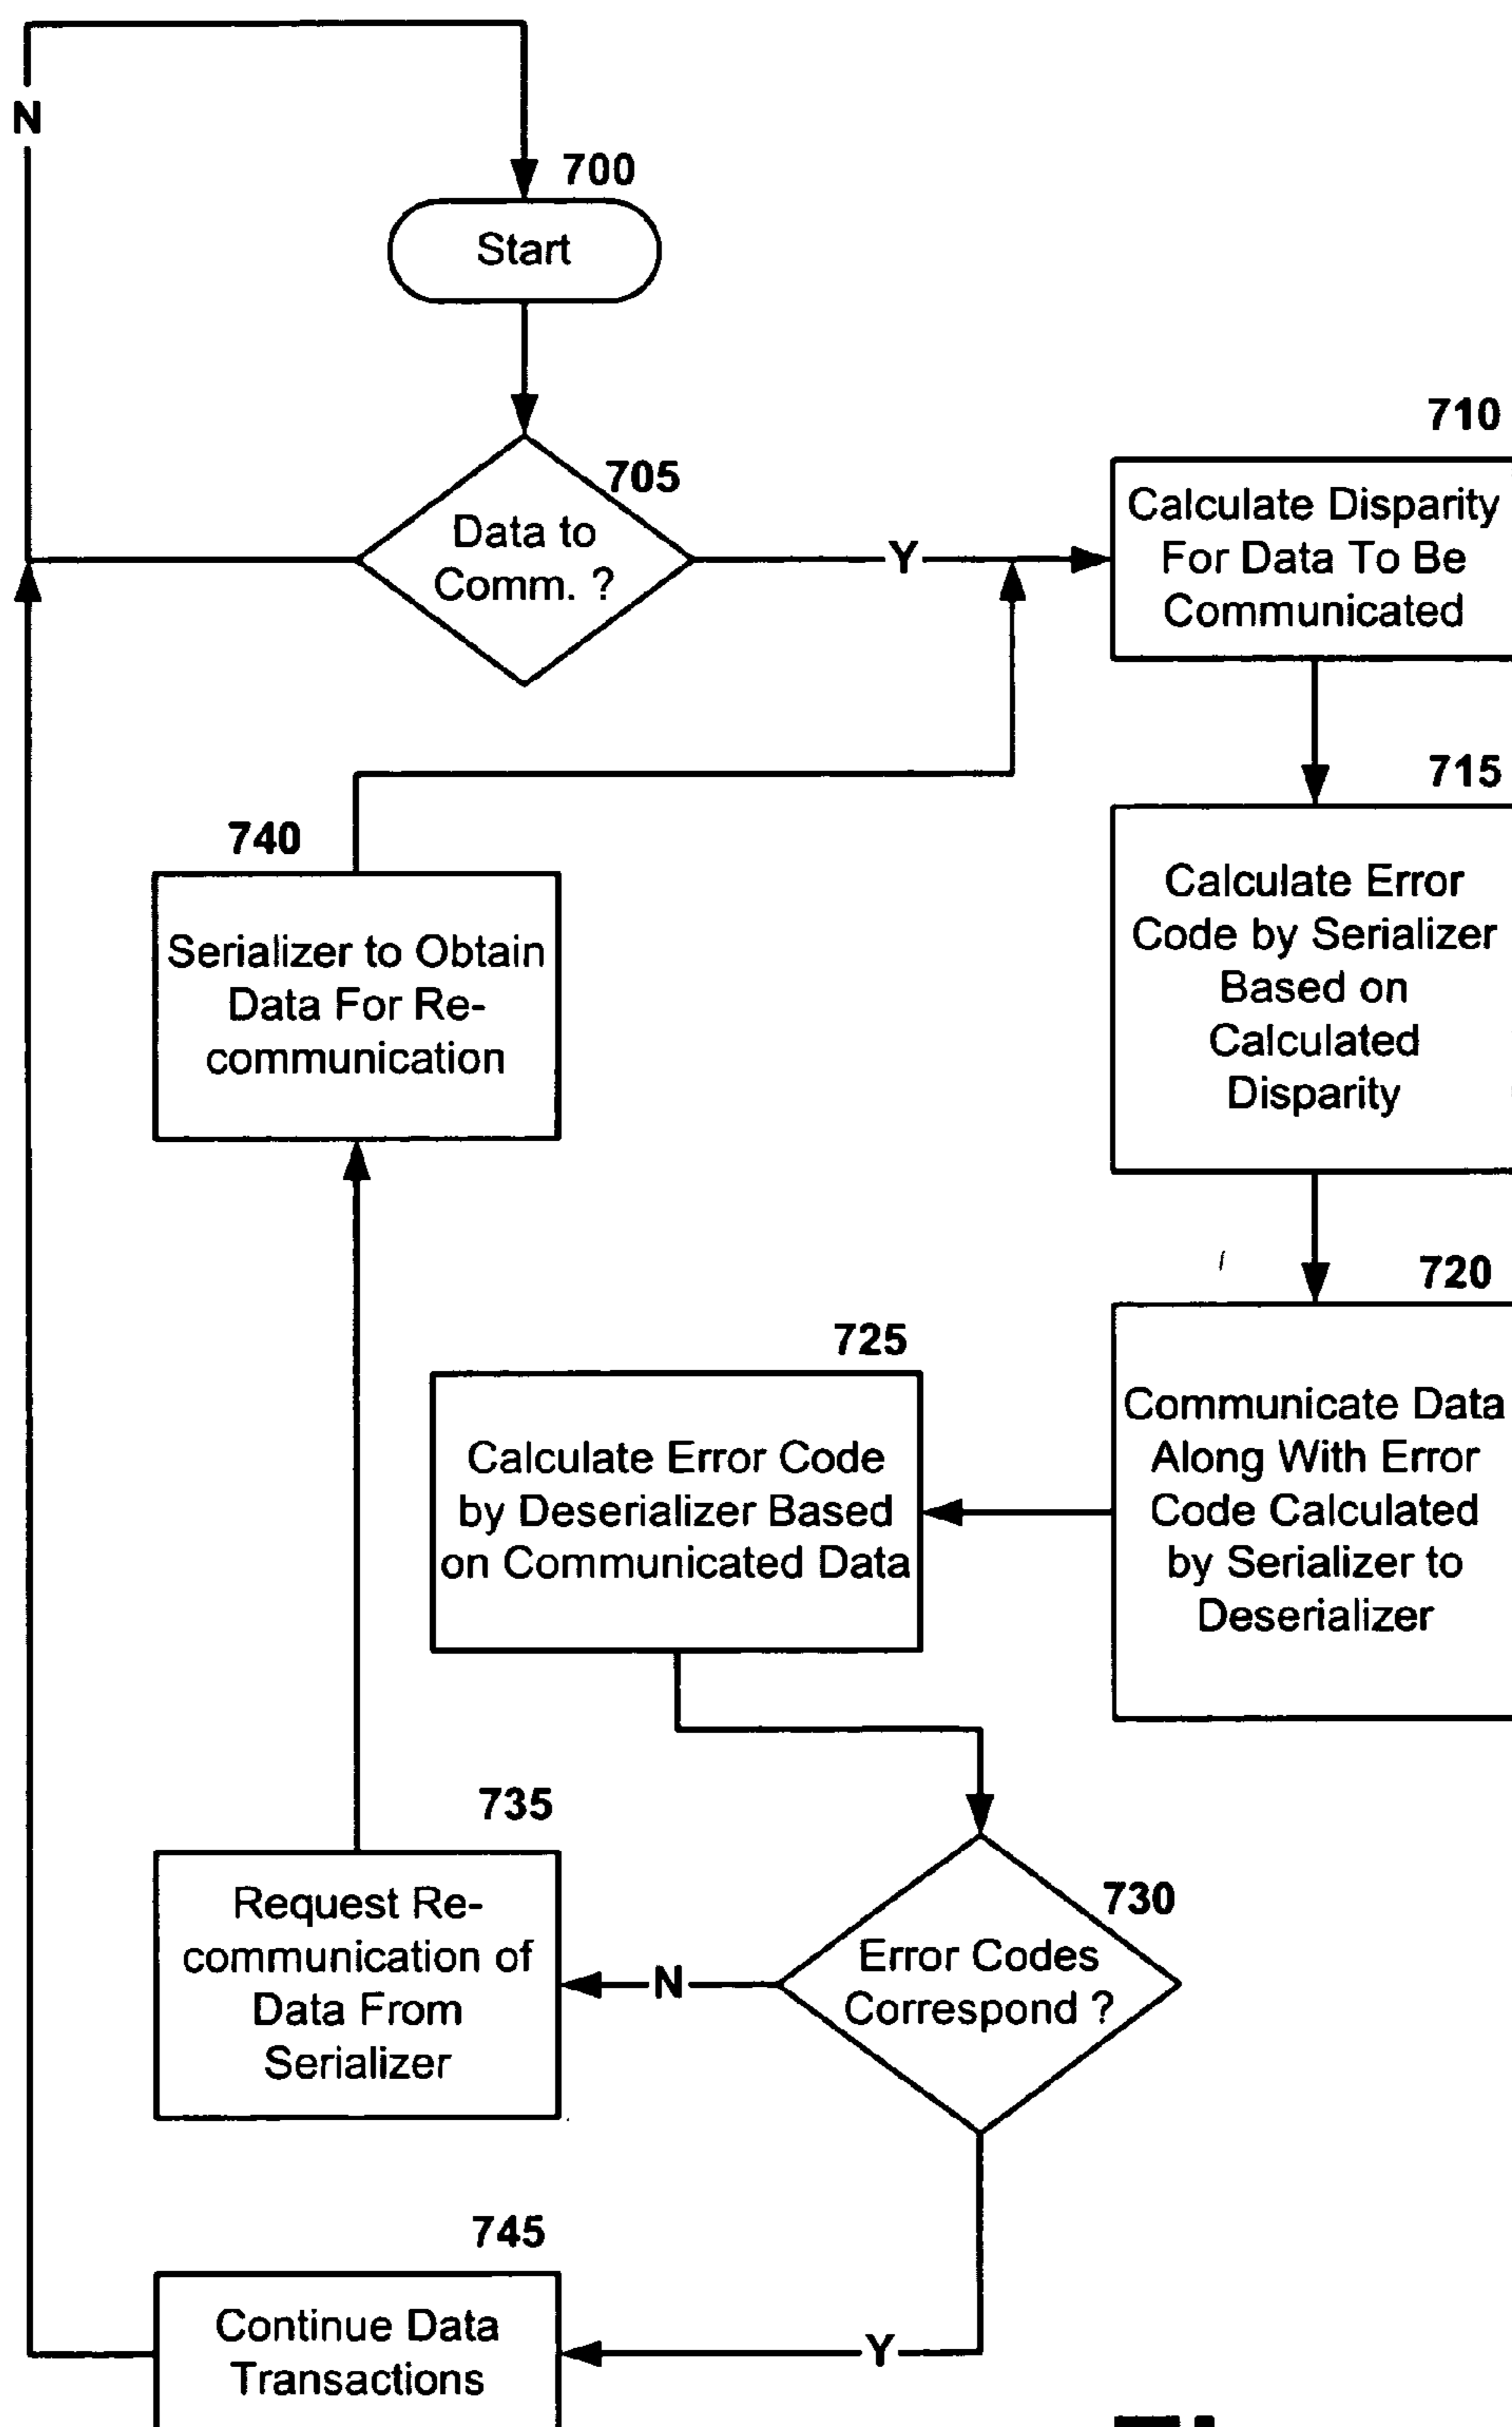 N
700
Start
705
Data to
Comm. ?
Y
710
Calculate Disparity
For Data To Be
Communicated
715
Calculate Error
Code by Serializer
Based on
Calculated
Disparity
740
Serializer to Obtain
Data For Re-
communication
720
Communicate Data
Along With Error
Code Calculated
by Serializer to
Deserializer
725
Calculate Error Code
by Deserializer Based
on Communicated Data
735
Request Re-
communication of
Data From
Serializer
N
730
Error Codes
Correspond ?
745
Continue Data
Transactions
Y